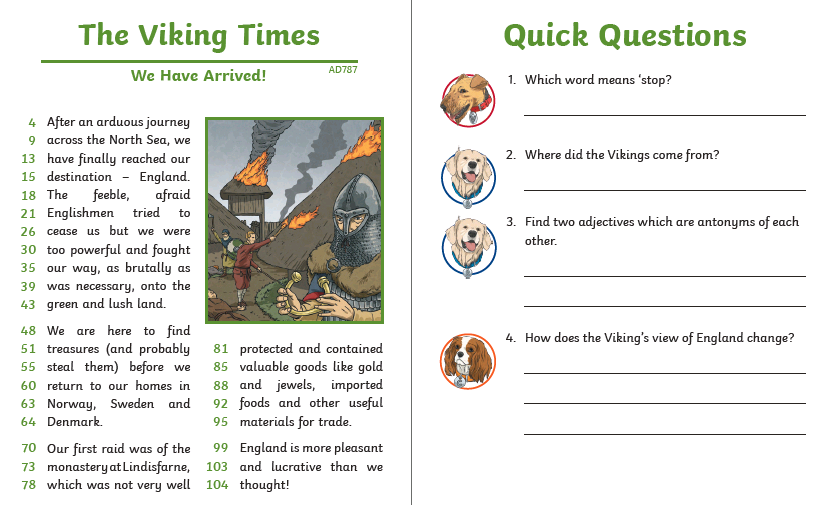 The Viking Times
We Have Arrived!
AD787
4 After an arduous journey
9 across the North Sea, we
13 have finally reached our
15 destination – England.
18 The feeble, afraid
21 Englishmen tried to
26 cease us but we were
30 too powerful and fought
35 our way, as brutally as
39 was necessary, onto the
43 green and lush land.
48 We are here to find
51 treasures (and probably
55 steal them) before we
60 return to our homes in
63 Norway, Sweden and
64 Denmark.
70 Our first raid was of the
73 monastery at Lindisfarne,
78 which was not very well
81 protected and contained
85 valuable goods like gold
88 and jewels, imported
92 foods and other useful
95 materials for trade.
99 England is more pleasant
103 and lucrative than we
104 thought!
Quick Questions
1. Which word means ‘stop?
2. Where did the Vikings come from?
3. Find two adjectives which are antonyms of each
other.
4. How does the Viking’s view of England change?